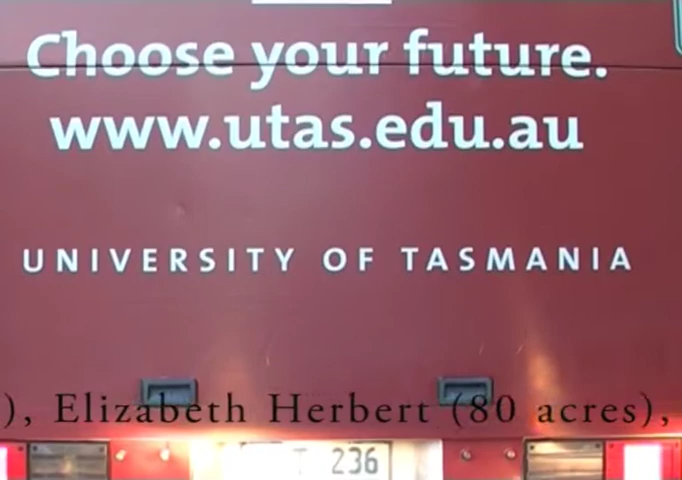 Choose your future.
www.utas.edu.au
UNIVERSITY OF TASMANIA
), Elizabeth Herbert (80 acres),
T 236